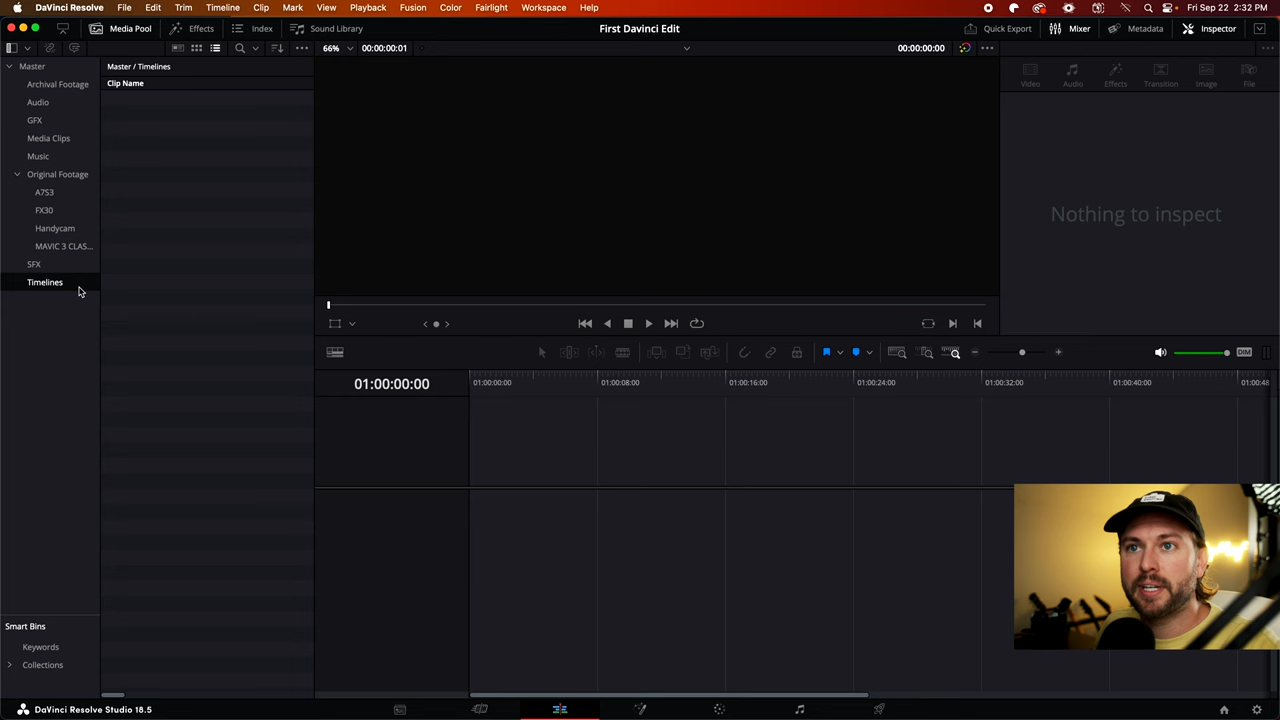 DaVinci Resolve File Edit Trim Timeline Clip Mark View Playback Fusion Color Fairlight Workspace Help Fri Sep 22 2:32 PM
Media Pool Effects Index Sound Library First Davinci Edit Quick Export Mixer Metadata Inspector
66% 00:00:00:01 00:00:00:00
Master
Archival Footage
Audio
GFX
Media Clips
Music
Original Footage
A7S3
FX30
Handycam
MAVIC 3 CLAS...
SFX
Timelines
Master / Timelines
Clip Name
Video Audio Effects Transition Image File
Nothing to inspect
DIM
01:00:00:00
01:00:00:00 01:00:08:00 01:00:16:00 01:00:24:00 01:00:32:00 01:00:40:00 01:00:48
Smart Bins
Keywords
Collections
DaVinci Resolve Studio 18.5